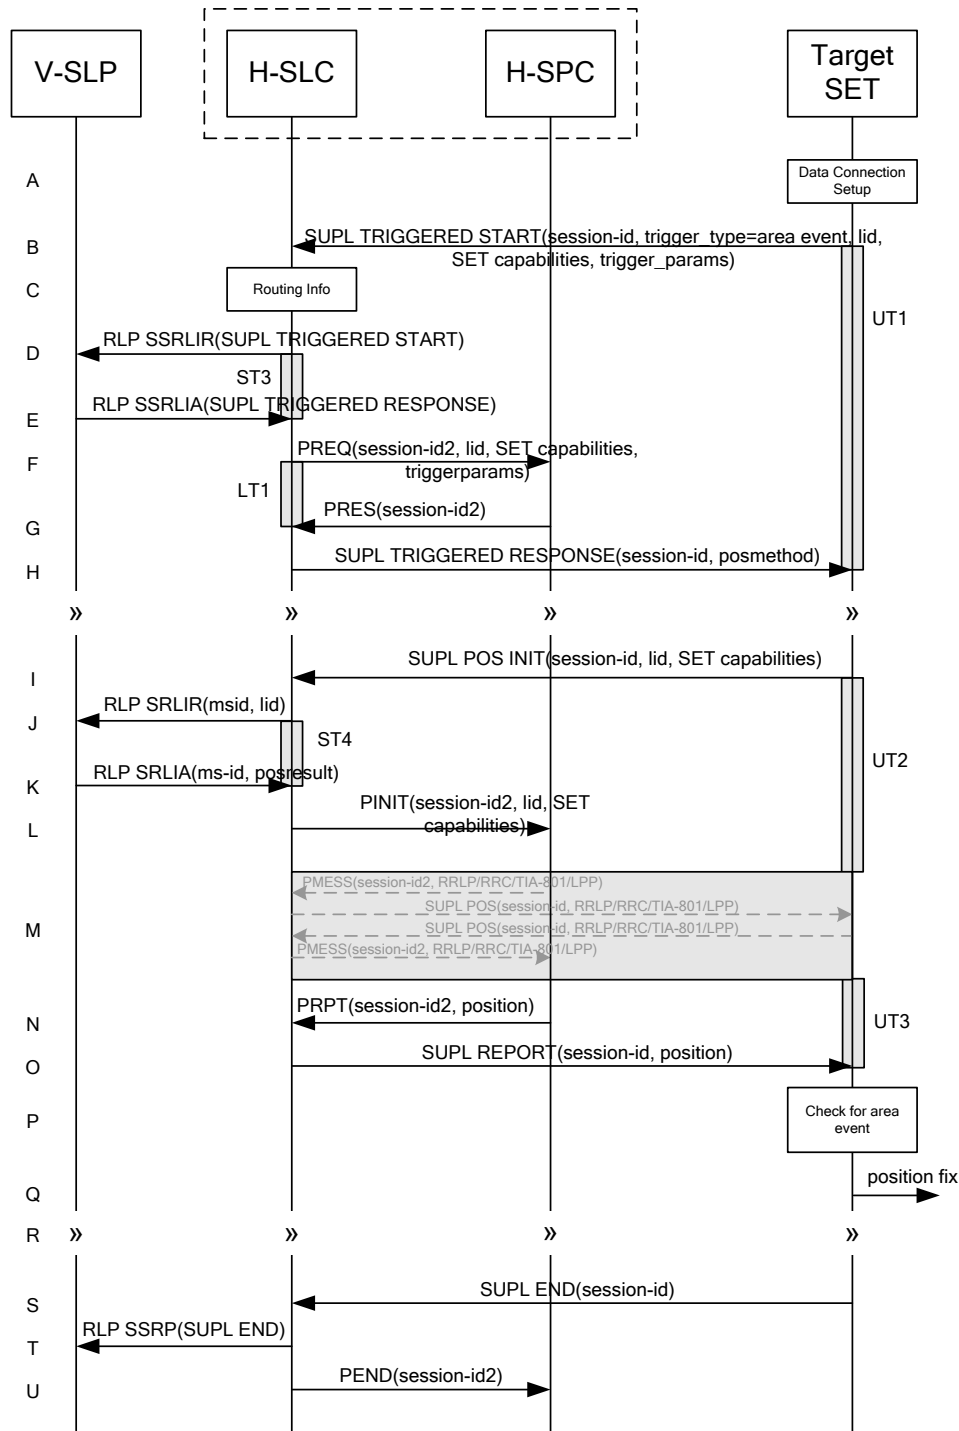 V-SLP
H-SLC
H-SPC
Target
SET
A
Data Connection
Setup
B
SUPL TRIGGERED START(session-id, trigger_type=area event, lid,
SET capabilities, trigger_params)
C
Routing Info
UT1
D
RLP SSRLIR(SUPL TRIGGERED START)
ST3
E
RLP SSRLIA(SUPL TRIGGERED RESPONSE)
F
PREQ(session-id2, lid, SET capabilities,
triggerparams)
LT1
G
PRES(session-id2)
H
SUPL TRIGGERED RESPONSE(session-id, posmethod)
» » » »
I
SUPL POS INIT(session-id, lid, SET capabilities)
J
RLP SRLIR(msid, lid)
ST4
UT2
K
RLP SRLIA(ms-id, posresult)
L
PINIT(session-id2, lid, SET
capabilities)
M
PMESS(session-id2, RRLP/RRC/TIA-801/LPP)
SUPL POS(session-id, RRLP/RRC/TIA-801/LPP)
SUPL POS(session-id, RRLP/RRC/TIA-801/LPP)
PMESS(session-id2, RRLP/RRC/TIA-801/LPP)
N
PRPT(session-id2, position)
UT3
O
SUPL REPORT(session-id, position)
P
Check for area
event
Q
position fix
R » » » »
S
SUPL END(session-id)
T
RLP SSRP(SUPL END)
U
PEND(session-id2)